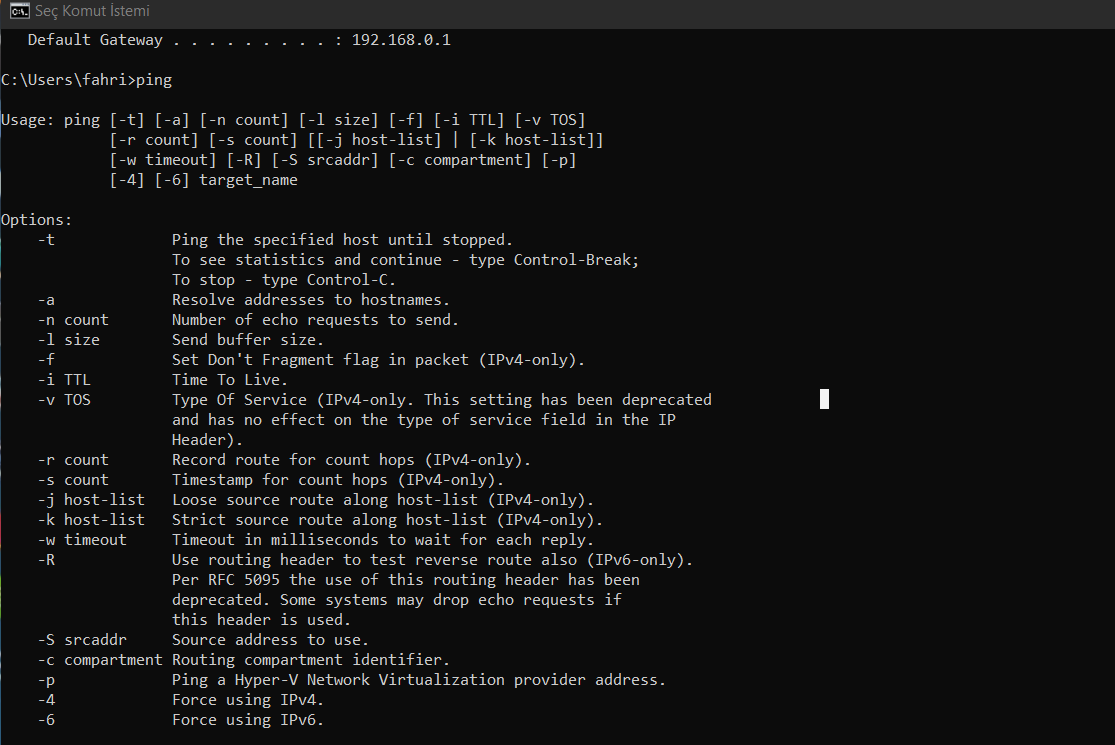 Seç Komut İstemi
Default Gateway . . . . . . . . . : 192.168.0.1
C:\Users\fahri>ping
Usage: ping [-t] [-a] [-n count] [-l size] [-f] [-i TTL] [-v TOS]
[-r count] [-s count] [[-j host-list] | [-k host-list]]
[-w timeout] [-R] [-S srcaddr] [-c compartment] [-p]
[-4] [-6] target_name
Options:
-t Ping the specified host until stopped.
To see statistics and continue - type Control-Break;
To stop - type Control-C.
-a Resolve addresses to hostnames.
-n count Number of echo requests to send.
-l size Send buffer size.
-f Set Don't Fragment flag in packet (IPv4-only).
-i TTL Time To Live.
-v TOS Type Of Service (IPv4-only. This setting has been deprecated
and has no effect on the type of service field in the IP
Header).
-r count Record route for count hops (IPv4-only).
-s count Timestamp for count hops (IPv4-only).
-j host-list Loose source route along host-list (IPv4-only).
-k host-list Strict source route along host-list (IPv4-only).
-w timeout Timeout in milliseconds to wait for each reply.
-R Use routing header to test reverse route also (IPv6-only).
Per RFC 5095 the use of this routing header has been
deprecated. Some systems may drop echo requests if
this header is used.
-S srcaddr Source address to use.
-c compartment Routing compartment identifier.
-p Ping a Hyper-V Network Virtualization provider address.
-4 Force using IPv4.
-6 Force using IPv6.